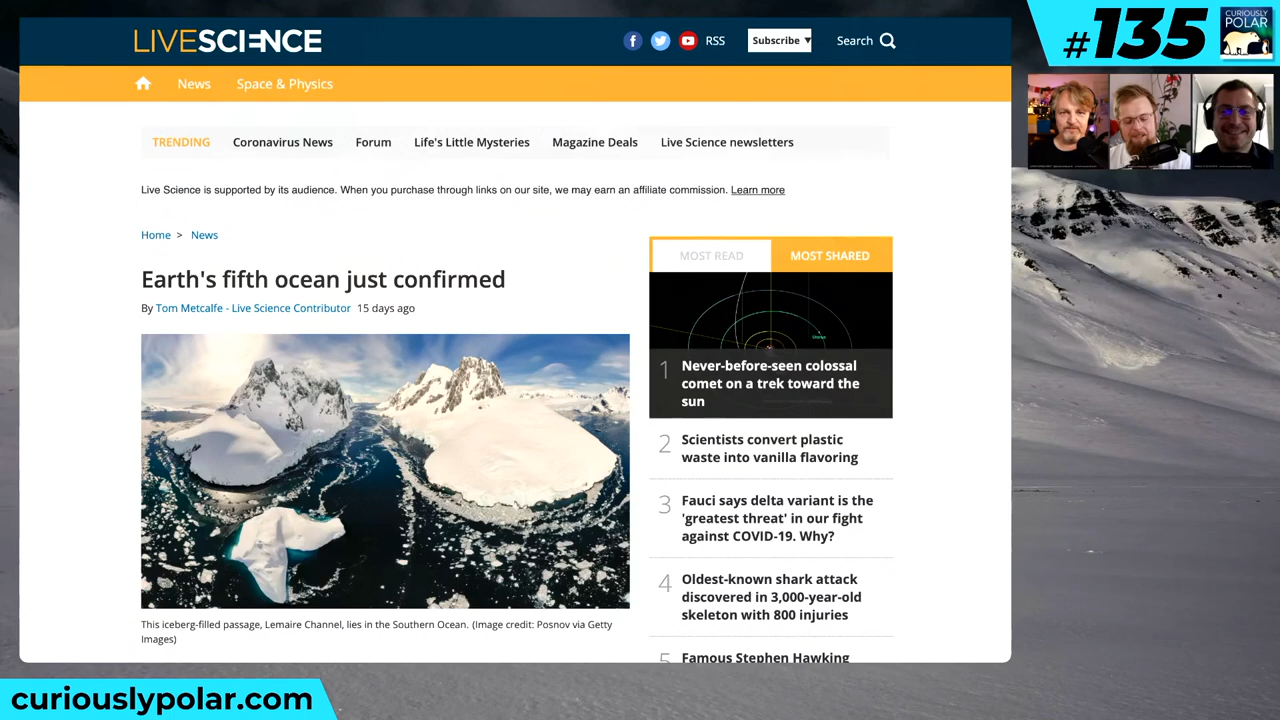 LIVESCIENCE
RSS
Subscribe ▼
Search
News
Space & Physics
TRENDING
Coronavirus News
Forum
Life's Little Mysteries
Magazine Deals
Live Science newsletters
Live Science is supported by its audience. When you purchase through links on our site, we may earn an affiliate commission. Learn more
Home > News
Earth's fifth ocean just confirmed
By Tom Metcalfe - Live Science Contributor 15 days ago
This iceberg-filled passage, Lemaire Channel, lies in the Southern Ocean. (Image credit: Posnov via Getty
Images)
MOST READ
MOST SHARED
1
Never-before-seen colossal
comet on a trek toward the
sun
2
Scientists convert plastic
waste into vanilla flavoring
3
Fauci says delta variant is the
'greatest threat' in our fight
against COVID-19. Why?
4
Oldest-known shark attack
discovered in 3,000-year-old
skeleton with 800 injuries
5
Famous Stephen Hawking
#135
CURIOUSLY
POLAR
curiouslypolar.com